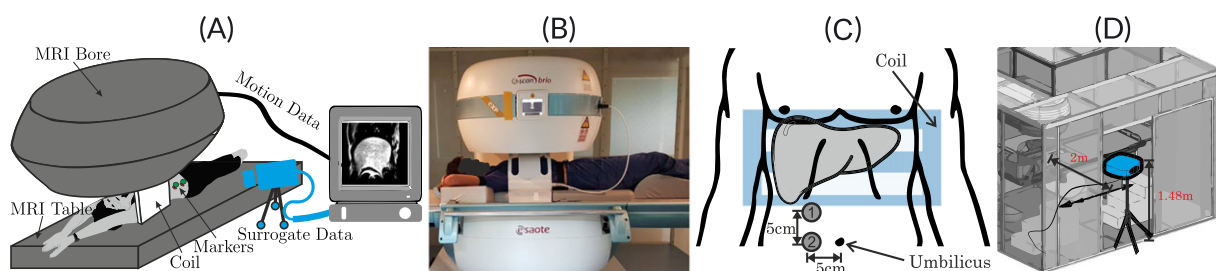 (A)
MRI Bore
Motion Data
MRI Table
Markers
Coil
Surrogate Data
(B)
esaote
(C)
Coil
1
5cm
2
5cm
Umbilicus
(D)
2m
1.48m